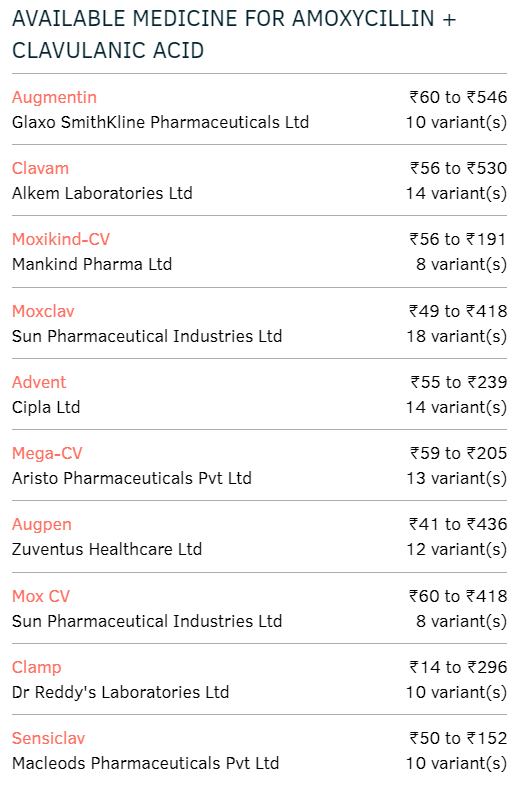 AVAILABLE MEDICINE FOR AMOXYCILLIN +
CLAVULANIC ACID
Augmentin ₹60 to ₹546
Glaxo SmithKline Pharmaceuticals Ltd 10 variant(s)
Clavam ₹56 to ₹530
Alkem Laboratories Ltd 14 variant(s)
Moxikind-CV ₹56 to ₹191
Mankind Pharma Ltd 8 variant(s)
Moxclav ₹49 to ₹418
Sun Pharmaceutical Industries Ltd 18 variant(s)
Advent ₹55 to ₹239
Cipla Ltd 14 variant(s)
Mega-CV ₹59 to ₹205
Aristo Pharmaceuticals Pvt Ltd 13 variant(s)
Augpen ₹41 to ₹436
Zuventus Healthcare Ltd 12 variant(s)
Mox CV ₹60 to ₹418
Sun Pharmaceutical Industries Ltd 8 variant(s)
Clamp ₹14 to ₹296
Dr Reddy's Laboratories Ltd 10 variant(s)
Sensiclav ₹50 to ₹152
Macleods Pharmaceuticals Pvt Ltd 10 variant(s)